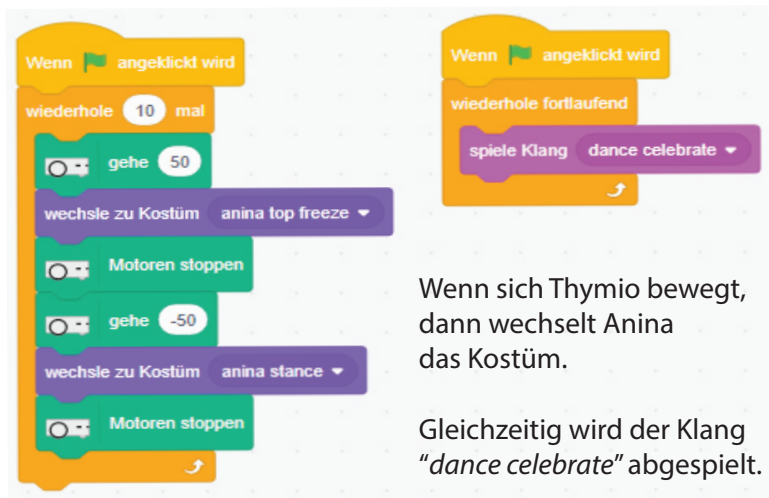 Wenn angeklickt wird
wiederhole 10 mal
gehe 50
wechsle zu Kostüm anina top freeze
Motoren stoppen
gehe -50
wechsle zu Kostüm anina stance
Motoren stoppen
Wenn angeklickt wird
wiederhole fortlaufend
spiele Klang dance celebrate
Wenn sich Thymio bewegt,
dann wechselt Anina
das Kostüm.
Gleichzeitig wird der Klang
“dance celebrate” abgespielt.